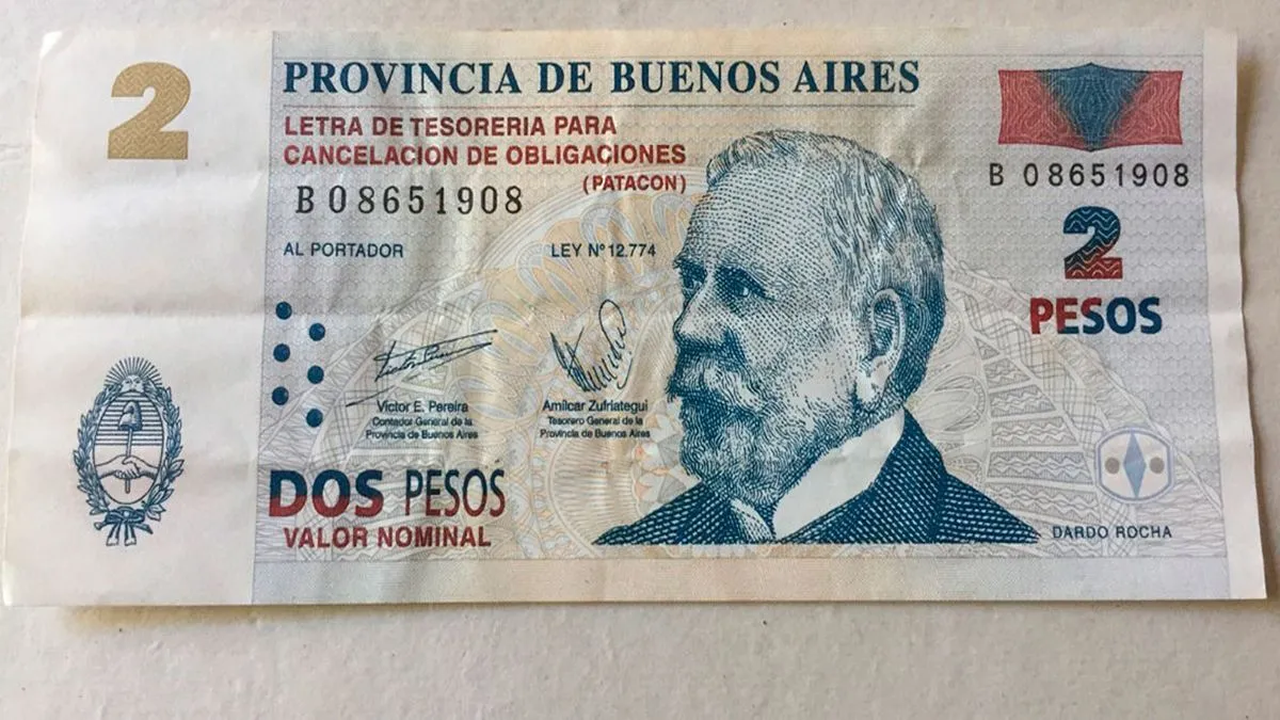 2
PROVINCIA DE BUENOS AIRES
LETRA DE TESORERIA PARA
CANCELACION DE OBLIGACIONES
(PATACON)
B 08651908
B 08651908
AL PORTADOR
LEY Nº 12.774
2
PESOS
Víctor E. Pereira
Contador General de la
Provincia de Buenos Aires
Amílcar Zufriategui
Tesorero General de la
Provincia de Buenos Aires
DOS PESOS
VALOR NOMINAL
DARDO ROCHA